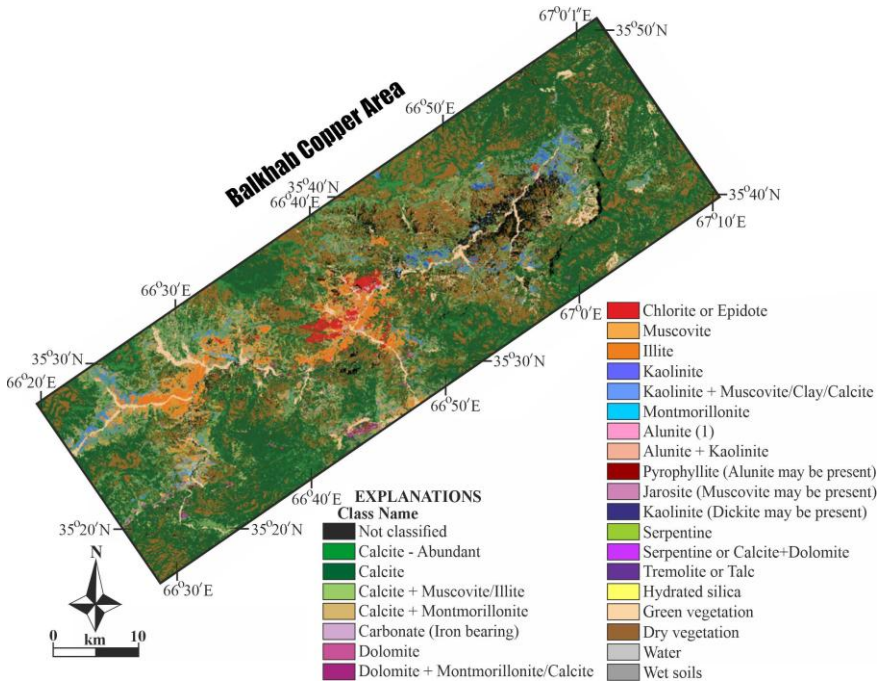 Balkhab Copper Area
67°0′1″E
35°50′N
66°50′E
35°40′N
66°40′E
35°40′N
67°10′E
66°30′E
67°0′E
35°30′N
66°20′E
35°30′N
66°50′E
66°40′E
35°20′N
35°20′N
66°30′E
N
0 km 10
EXPLANATIONS
Class Name
Not classified
Calcite - Abundant
Calcite
Calcite + Muscovite/Illite
Calcite + Montmorillonite
Carbonate (Iron bearing)
Dolomite
Dolomite + Montmorillonite/Calcite
Chlorite or Epidote
Muscovite
Illite
Kaolinite
Kaolinite + Muscovite/Clay/Calcite
Montmorillonite
Alunite (1)
Alunite + Kaolinite
Pyrophyllite (Alunite may be present)
Jarosite (Muscovite may be present)
Kaolinite (Dickite may be present)
Serpentine
Serpentine or Calcite+Dolomite
Tremolite or Talc
Hydrated silica
Green vegetation
Dry vegetation
Water
Wet soils